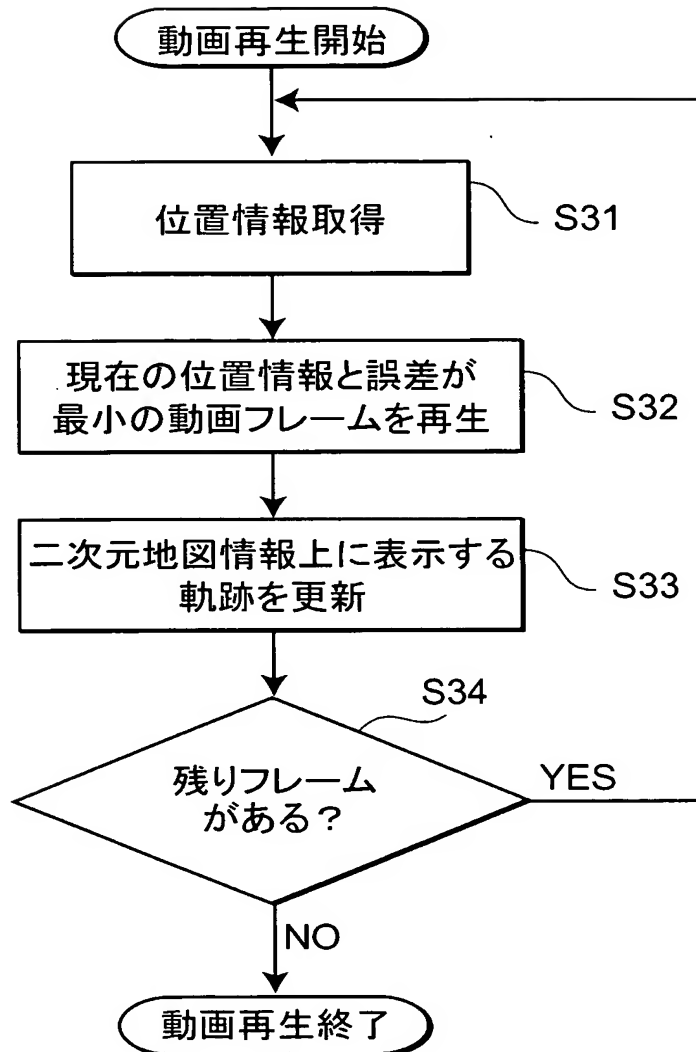 動画再生開始
位置情報取得
S31
現在の位置情報と誤差が
最小の動画フレームを再生
S32
二次元地図情報上に表示する
軌跡を更新
S33
S34
残りフレーム
がある？
YES
NO
動画再生終了